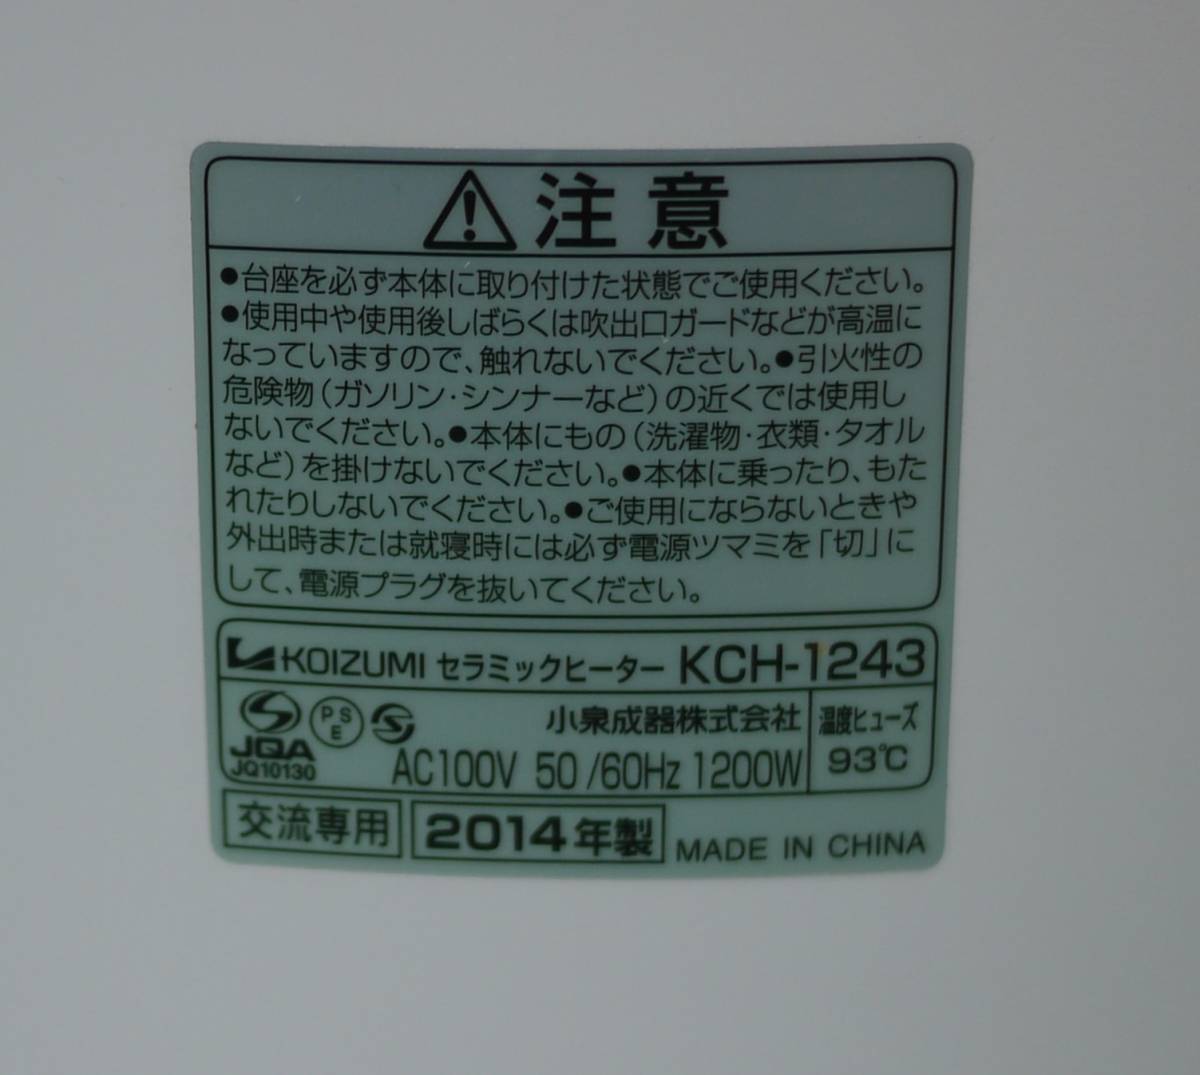 注意
●台座を必ず本体に取り付けた状態でご使用ください。
●使用中や使用後しばらくは吹出口ガードなどが高温に
なっていますので、触れないでください。●引火性の
危険物（ガソリン・シンナーなど）の近くでは使用し
ないでください。●本体にもの（洗濯物・衣類・タオル
など）を掛けないでください。●本体に乗ったり、もた
れたりしないでください。●ご使用にならないときや
外出時または就寝時には必ず電源ツマミを「切」に
して、電源プラグを抜いてください。
KOIZUMI セラミックヒーター KCH-1243
PSE 小泉成器株式会社
JQA
JQ10130
AC100V 50/60Hz 1200W
温度ヒューズ
93℃
交流専用 2014年製 MADE IN CHINA